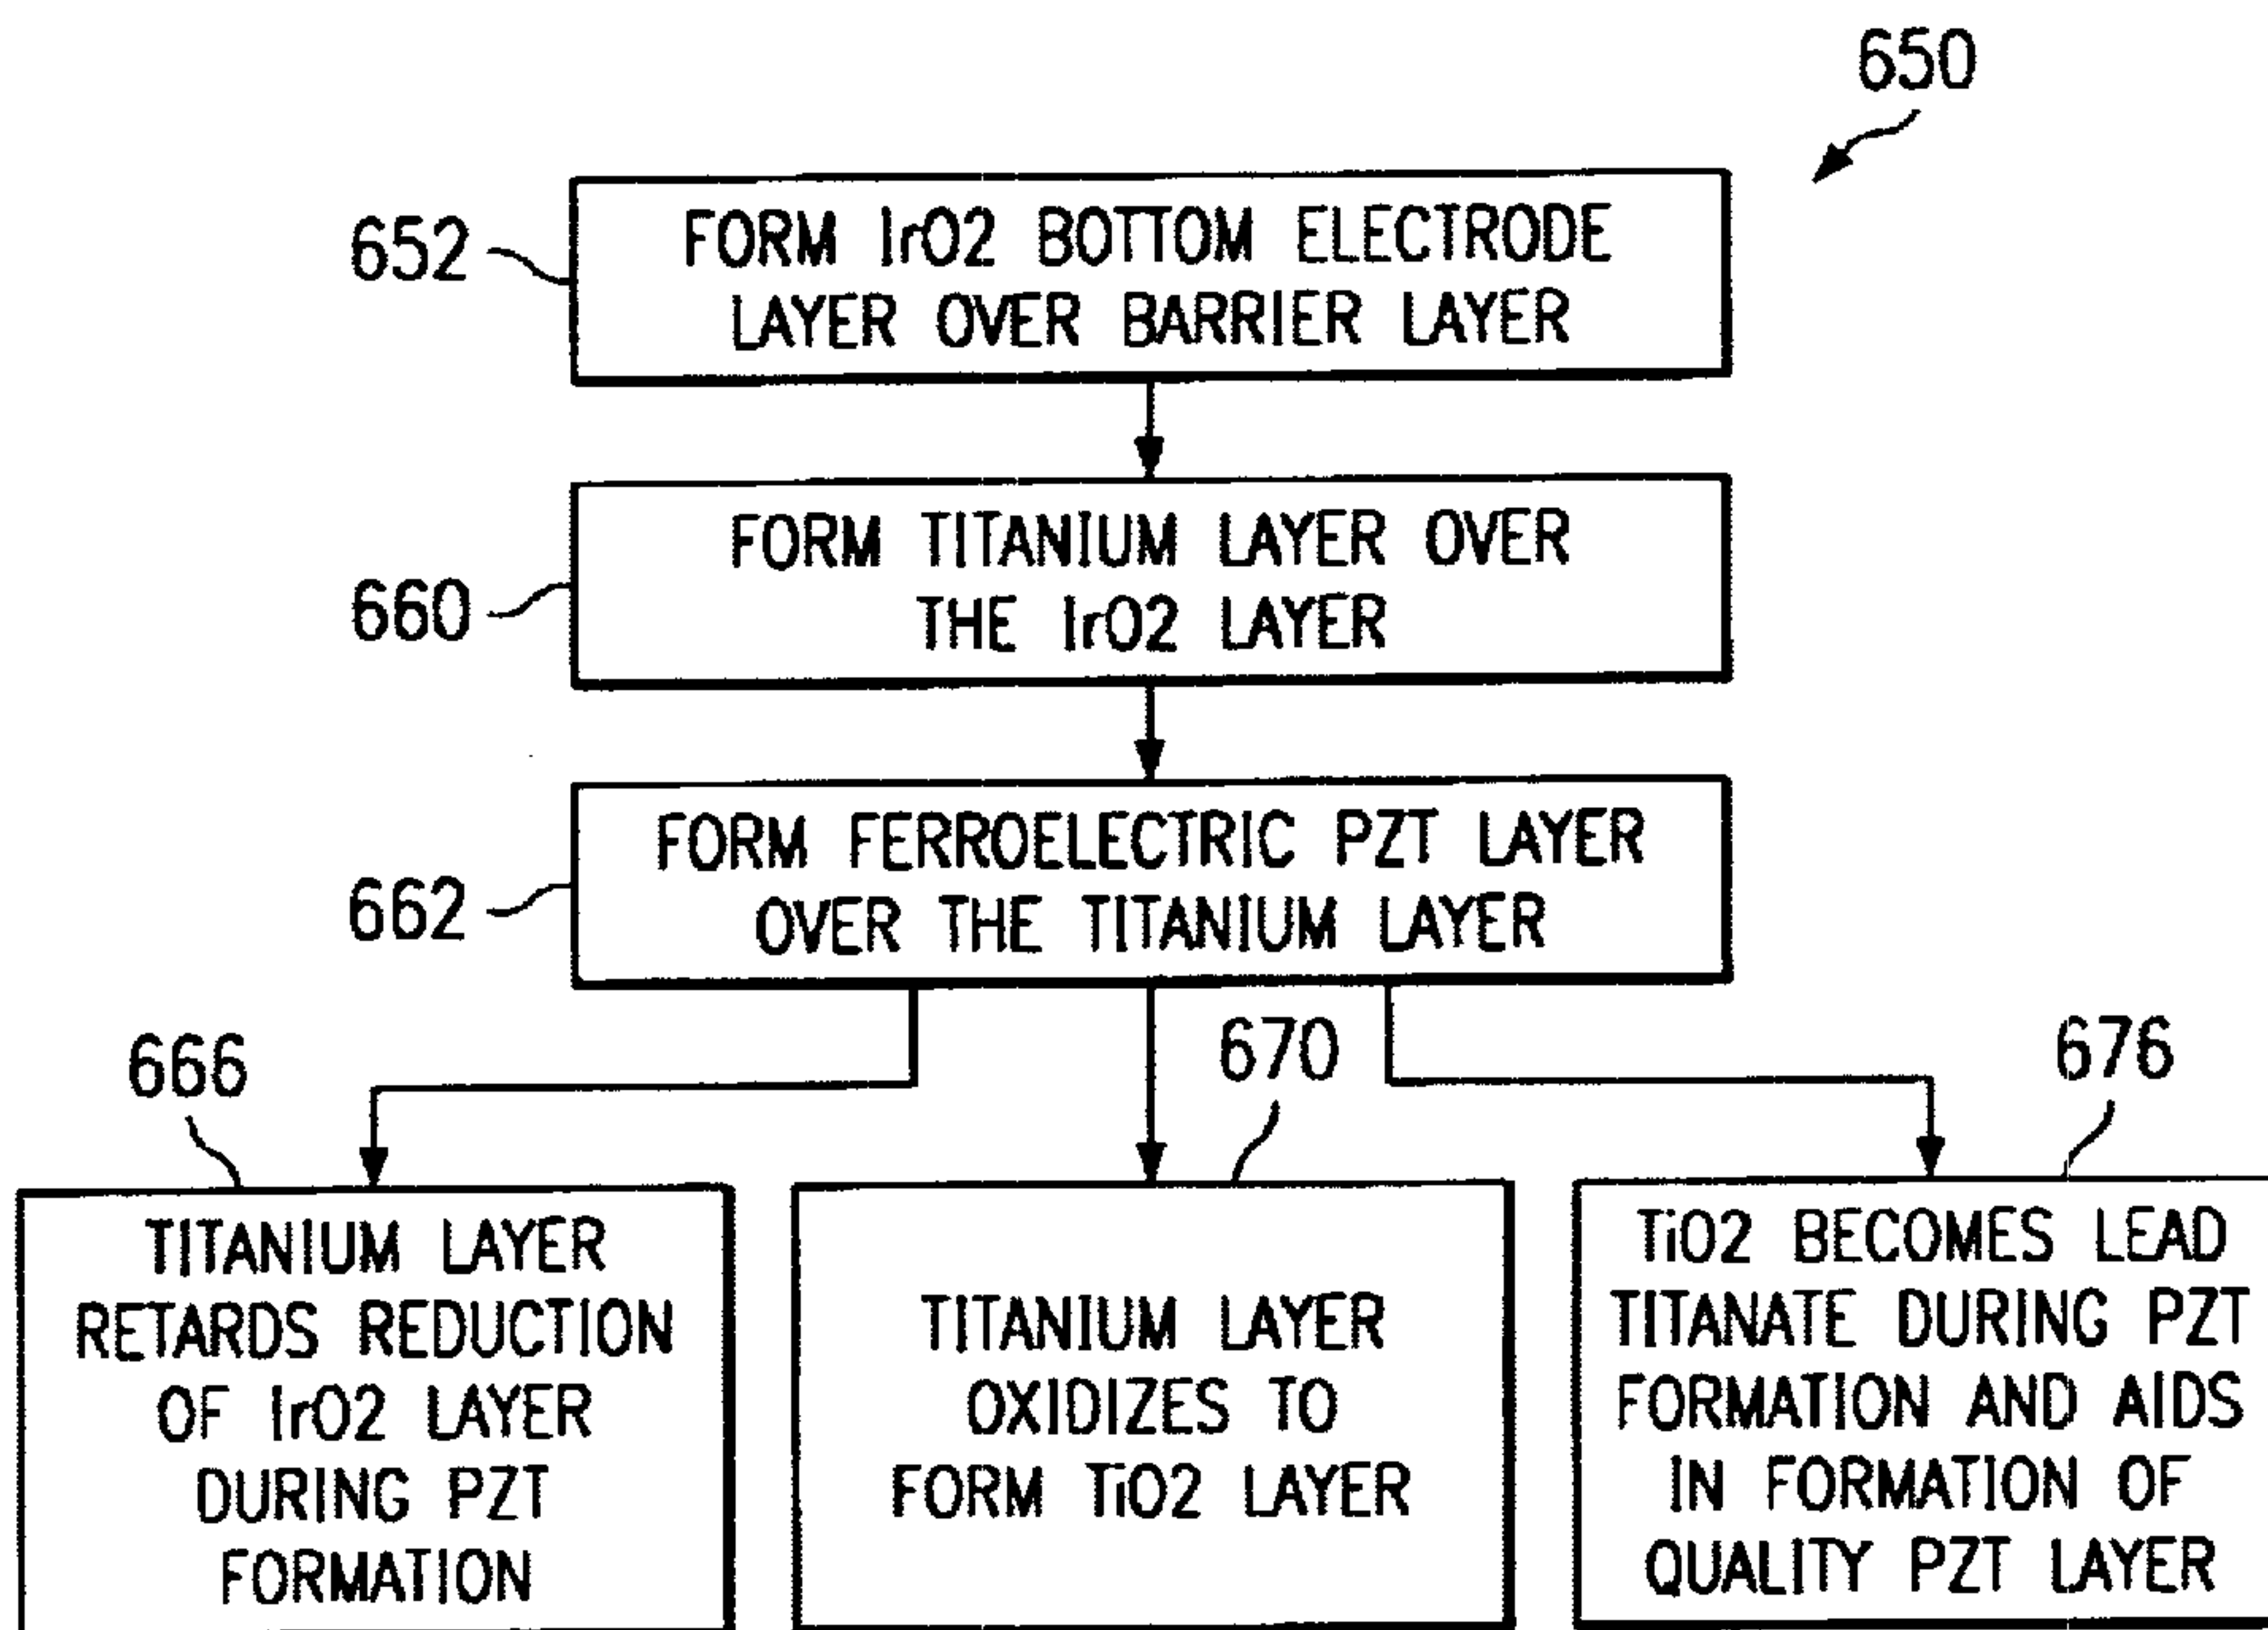 650
652
FORM IrO2 BOTTOM ELECTRODE
LAYER OVER BARRIER LAYER
660
FORM TITANIUM LAYER OVER
THE IrO2 LAYER
662
FORM FERROELECTRIC PZT LAYER
OVER THE TITANIUM LAYER
666
TITANIUM LAYER
RETARDS REDUCTION
OF IrO2 LAYER
DURING PZT
FORMATION
670
TITANIUM LAYER
OXIDIZES TO
FORM TiO2 LAYER
676
TiO2 BECOMES LEAD
TITANATE DURING PZT
FORMATION AND AIDS
IN FORMATION OF
QUALITY PZT LAYER